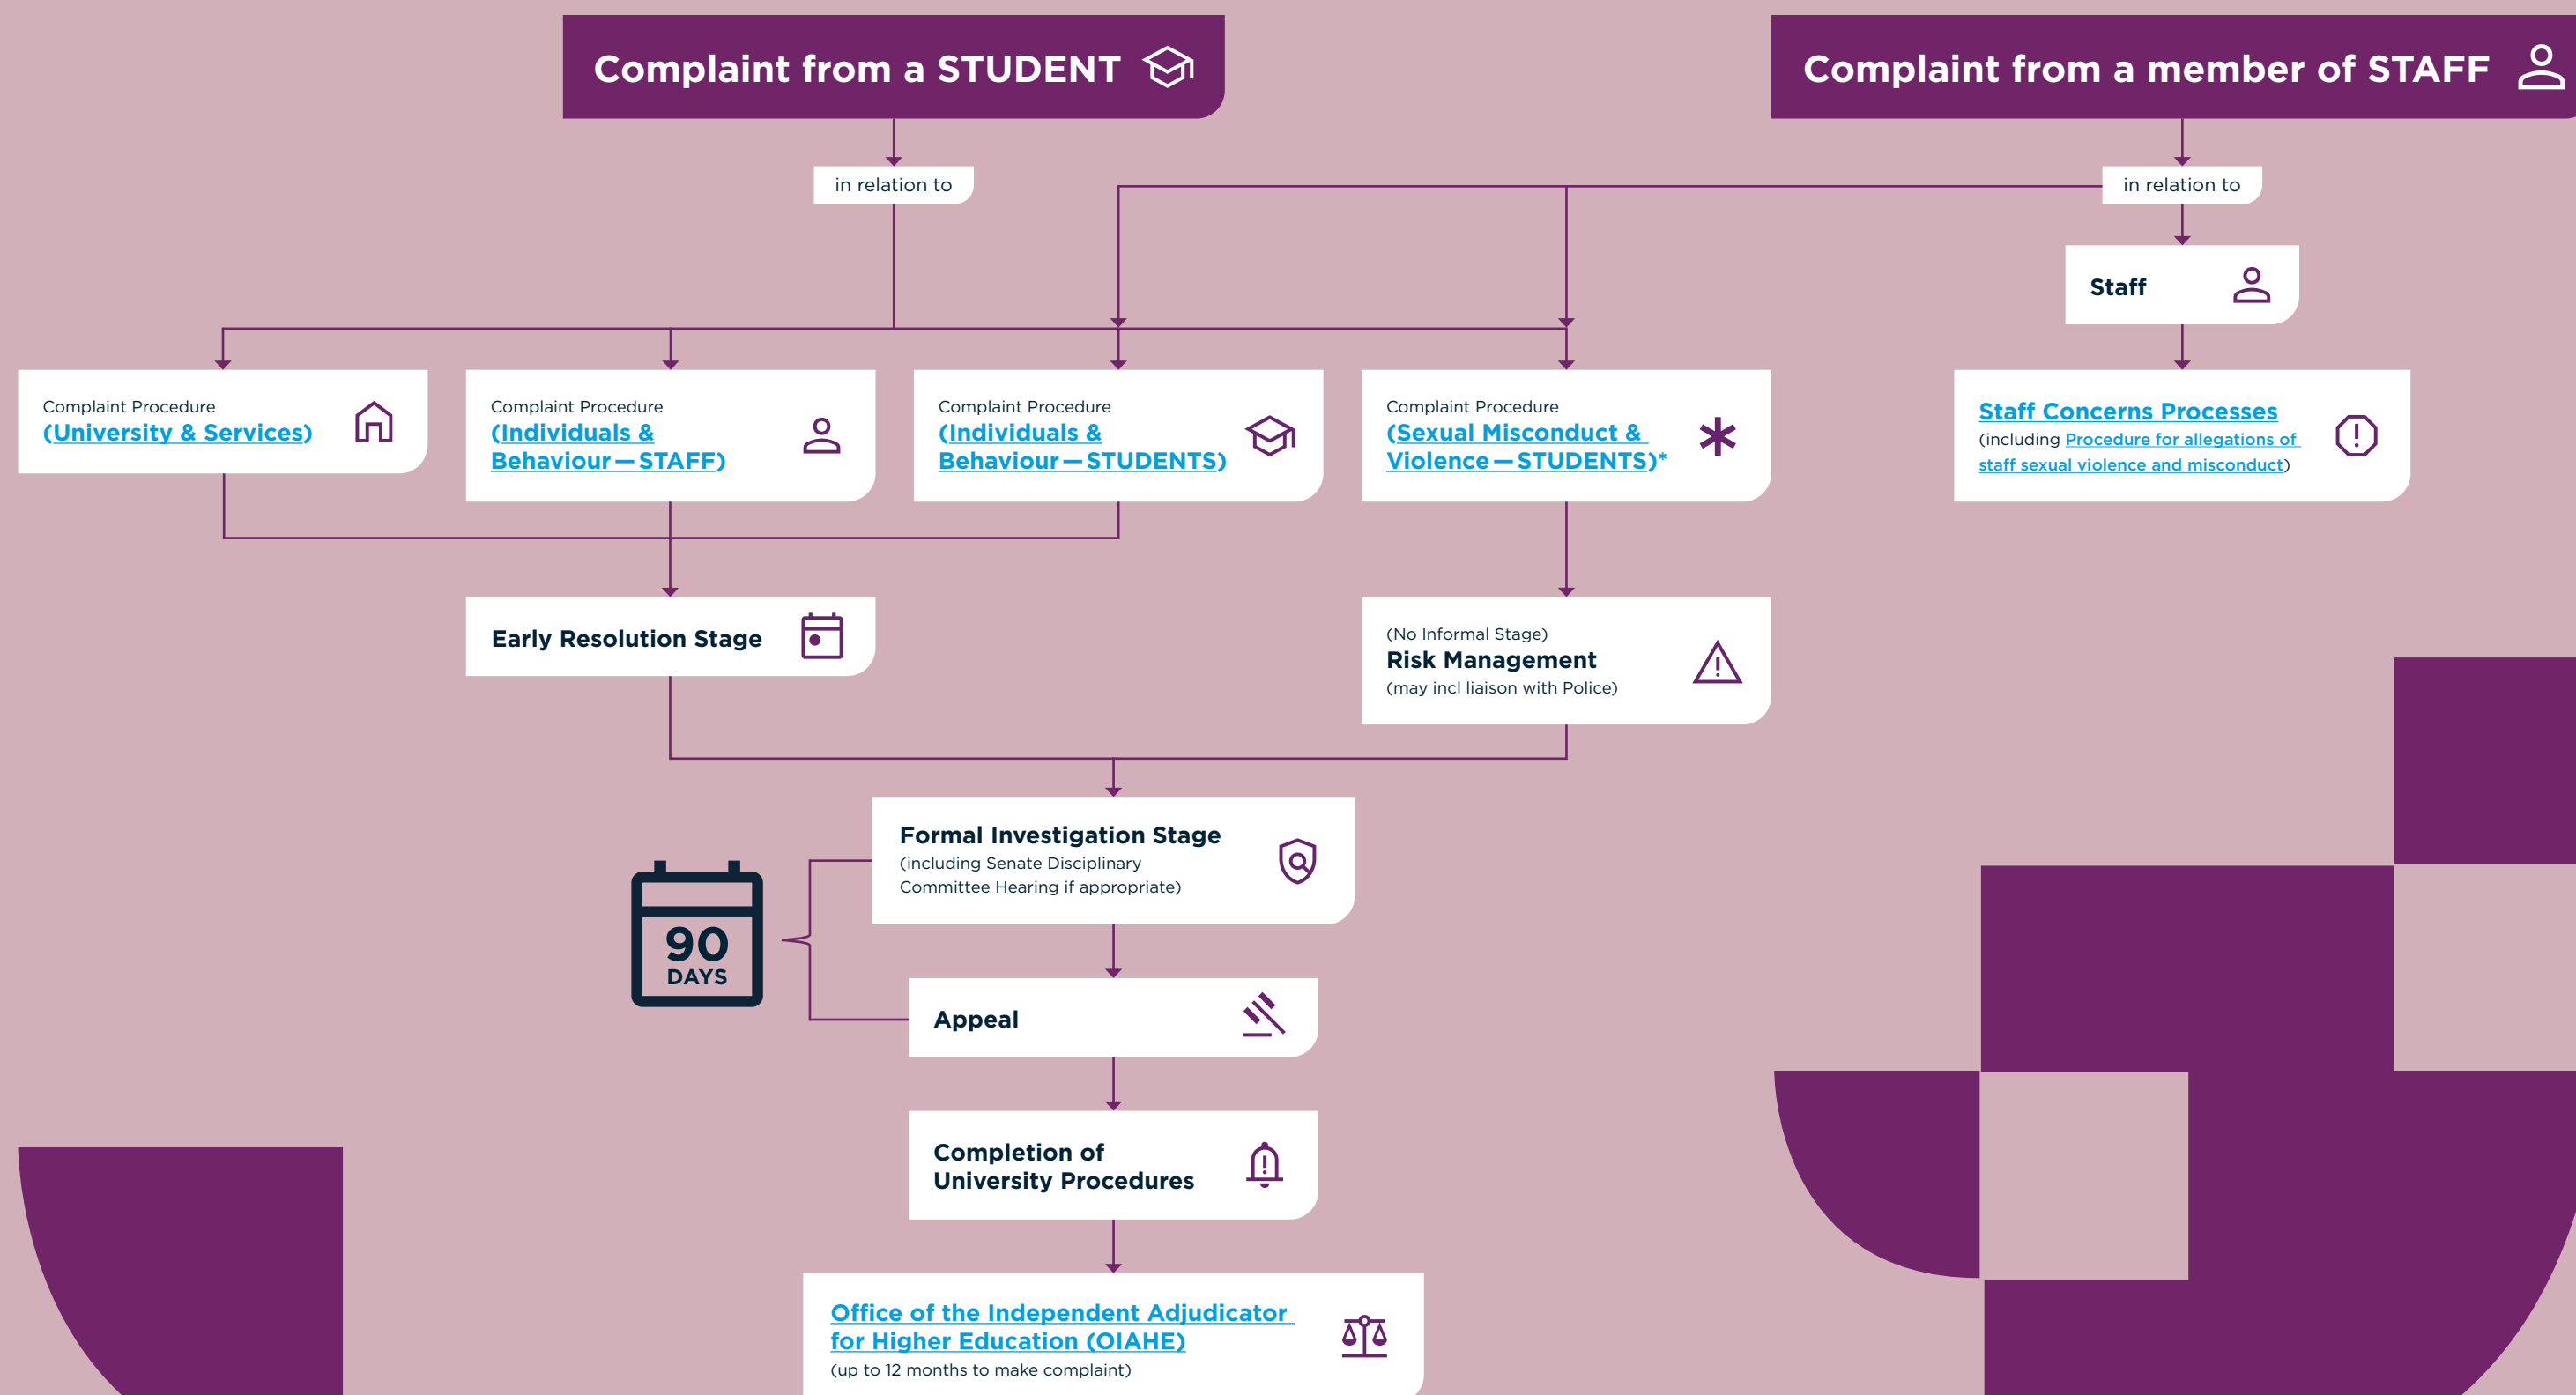 Complaint from a STUDENT
Complaint from a member of STAFF
in relation to
in relation to
Staff
Complaint Procedure
(University & Services)
Complaint Procedure
(Individuals &
Behaviour — STAFF)
Complaint Procedure
(Individuals &
Behaviour — STUDENTS)
Complaint Procedure
(Sexual Misconduct &
Violence — STUDENTS)*
Staff Concerns Processes
(including Procedure for allegations of
staff sexual violence and misconduct)
Early Resolution Stage
(No Informal Stage)
Risk Management
(may incl liaison with Police)
Formal Investigation Stage
(including Senate Disciplinary
Committee Hearing if appropriate)
90
DAYS
Appeal
Completion of
University Procedures
Office of the Independent Adjudicator
for Higher Education (OIAHE)
(up to 12 months to make complaint)